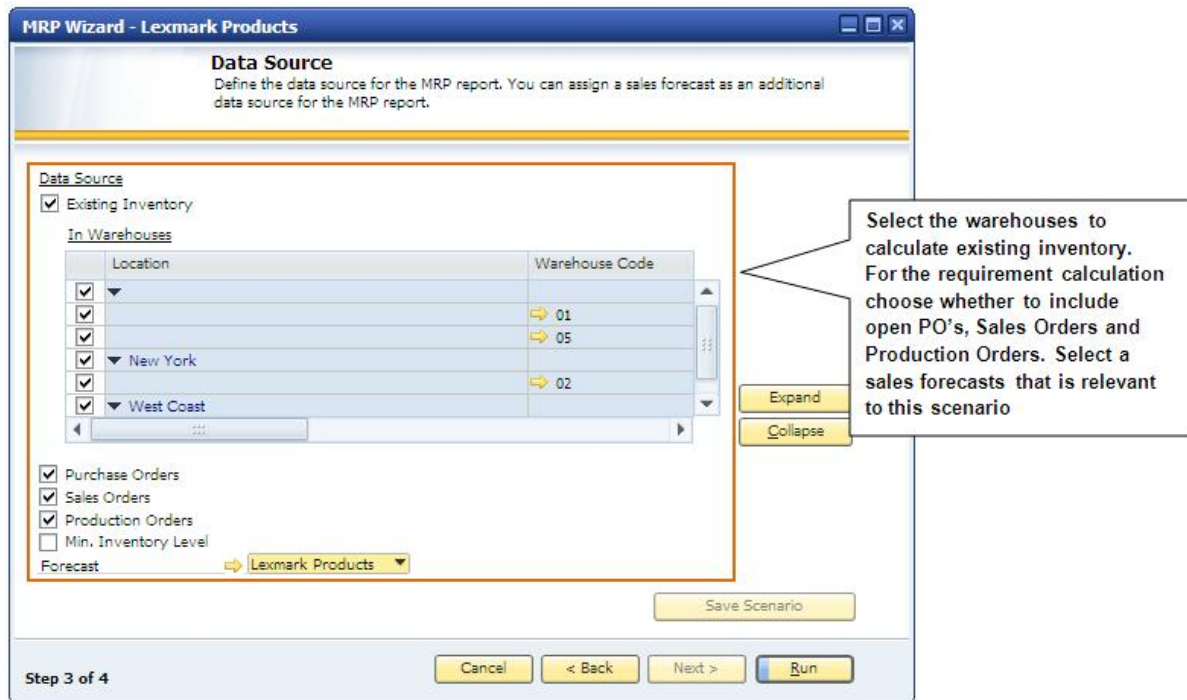 MRP Wizard - Lexmark Products
Data Source
Define the data source for the MRP report. You can assign a sales forecast as an additional
data source for the MRP report.
Data Source
Existing Inventory
In Warehouses
Location Warehouse Code
01
05
New York
02
West Coast
Expand
Collapse
Purchase Orders
Sales Orders
Production Orders
Min. Inventory Level
Forecast Lexmark Products
Save Scenario
Step 3 of 4 Cancel < Back Next > Run
Select the warehouses to
calculate existing inventory.
For the requirement calculation
choose whether to include
open PO's, Sales Orders and
Production Orders. Select a
sales forecasts that is relevant
to this scenario